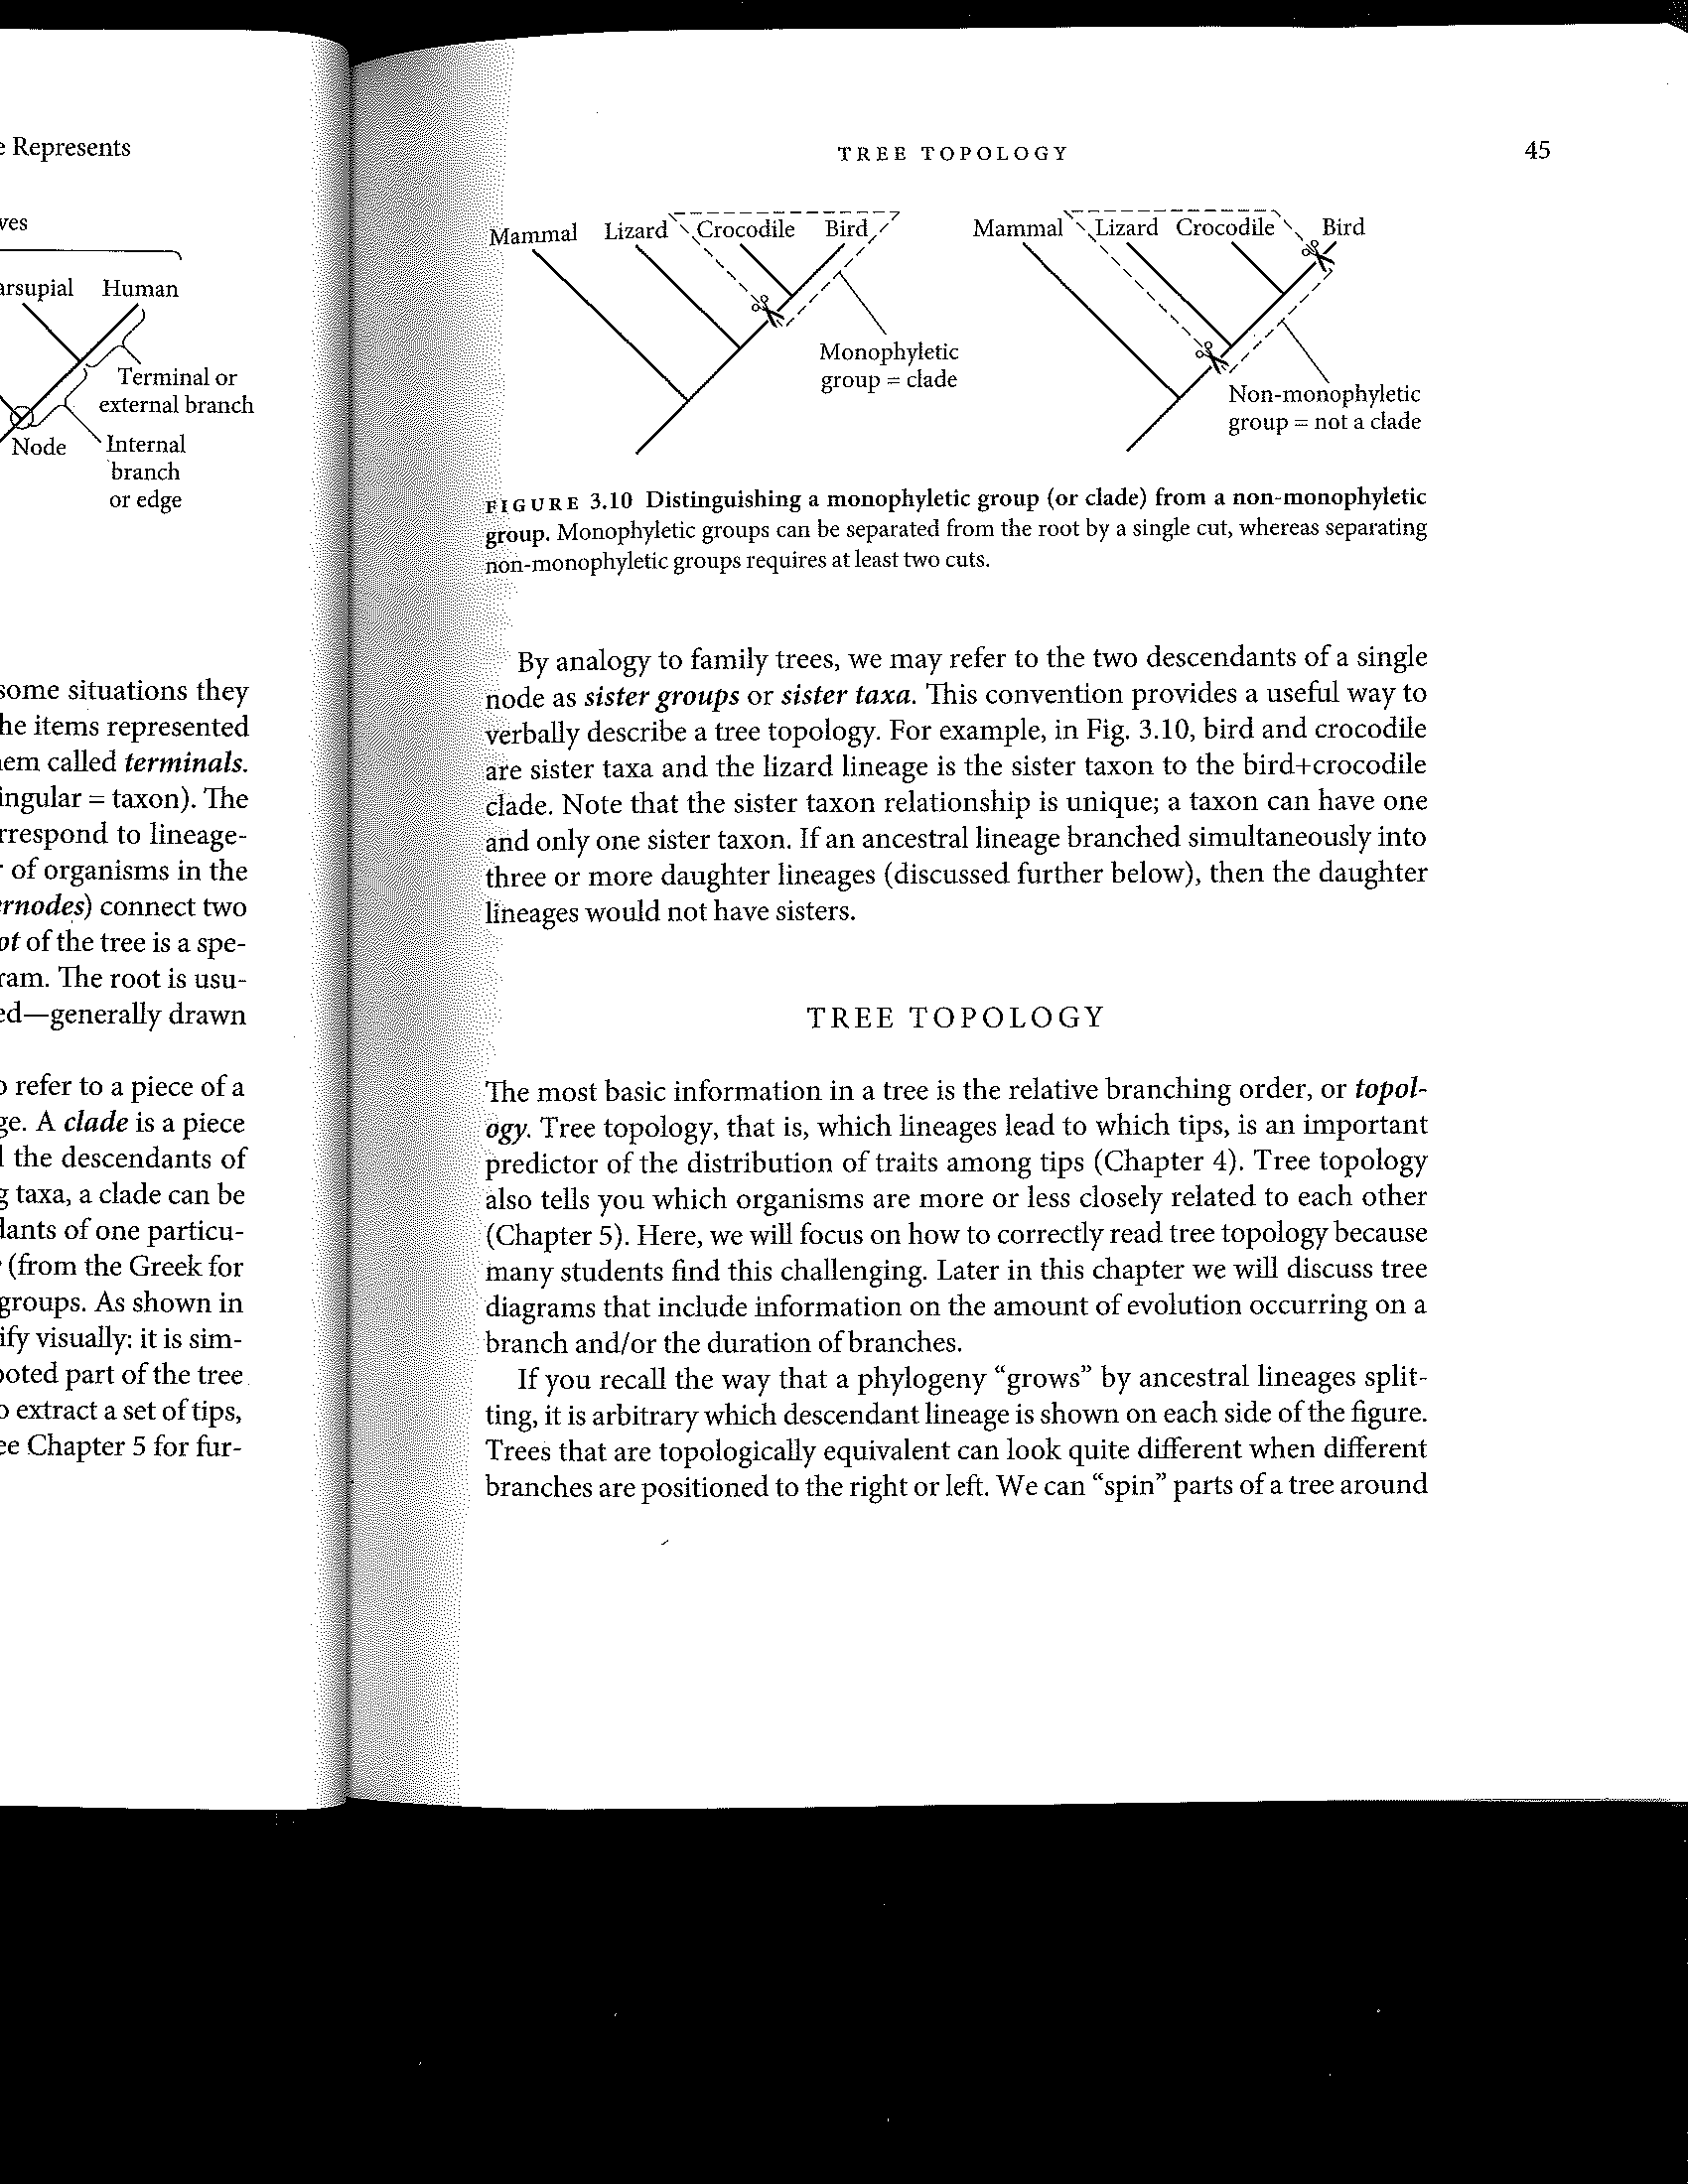 Represents
arsupial Human
Terminal or
external branch
Node Internal
branch
or edge
some situations they
he items represented
em called terminals.
ingular = taxon). The
rrespond to lineage-
of organisms in the
rnodes) connect two
ot of the tree is a spe-
ram. The root is usu-
ed—generally drawn
refer to a piece of a
ge. A clade is a piece
the descendants of
g taxa, a clade can be
lants of one particu-
(from the Greek for
groups. As shown in
ify visually: it is sim-
ooted part of the tree
o extract a set of tips,
ee Chapter 5 for fur-
TREE TOPOLOGY 45
Mammal Lizard Crocodile Bird
Monophyletic
group = clade
Mammal Lizard Crocodile Bird
Non-monophyletic
group = not a clade
FIGURE 3.10 Distinguishing a monophyletic group (or clade) from a non-monophyletic
group. Monophyletic groups can be separated from the root by a single cut, whereas separating
non-monophyletic groups requires at least two cuts.
By analogy to family trees, we may refer to the two descendants of a single
node as sister groups or sister taxa. This convention provides a useful way to
verbally describe a tree topology. For example, in Fig. 3.10, bird and crocodile
are sister taxa and the lizard lineage is the sister taxon to the bird+crocodile
clade. Note that the sister taxon relationship is unique; a taxon can have one
and only one sister taxon. If an ancestral lineage branched simultaneously into
three or more daughter lineages (discussed further below), then the daughter
lineages would not have sisters.
TREE TOPOLOGY
The most basic information in a tree is the relative branching order, or topol-
ogy. Tree topology, that is, which lineages lead to which tips, is an important
predictor of the distribution of traits among tips (Chapter 4). Tree topology
also tells you which organisms are more or less closely related to each other
(Chapter 5). Here, we will focus on how to correctly read tree topology because
many students find this challenging. Later in this chapter we will discuss tree
diagrams that include information on the amount of evolution occurring on a
branch and/or the duration of branches.
If you recall the way that a phylogeny “grows” by ancestral lineages split-
ting, it is arbitrary which descendant lineage is shown on each side of the figure.
Trees that are topologically equivalent can look quite different when different
branches are positioned to the right or left. We can “spin” parts of a tree around